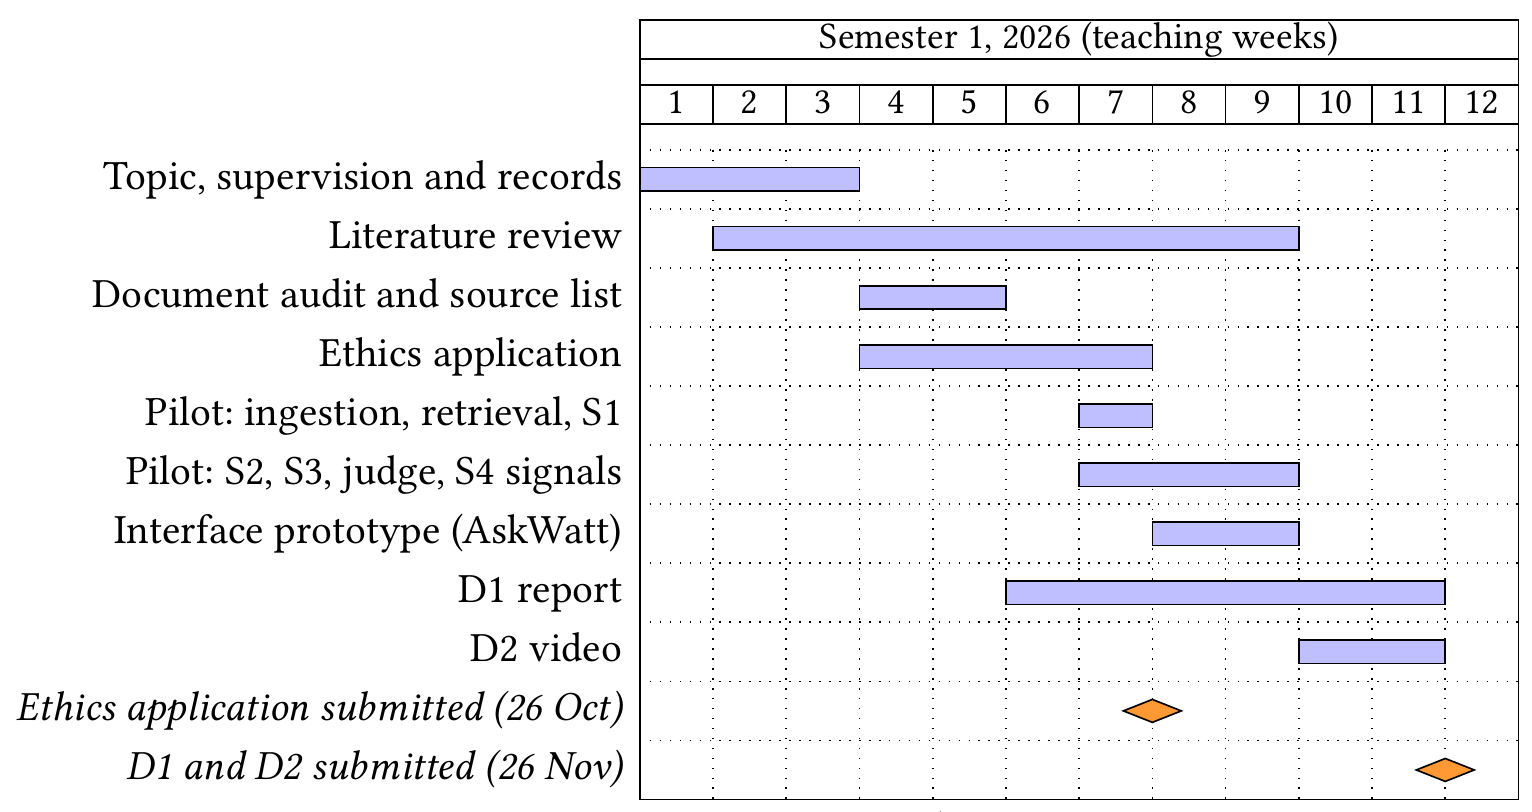 Semester 1, 2026 (teaching weeks)
1 2 3 4 5 6 7 8 9 10 11 12
Topic, supervision and records
Literature review
Document audit and source list
Ethics application
Pilot: ingestion, retrieval, S1
Pilot: S2, S3, judge, S4 signals
Interface prototype (AskWatt)
D1 report
D2 video
Ethics application submitted (26 Oct)
D1 and D2 submitted (26 Nov)